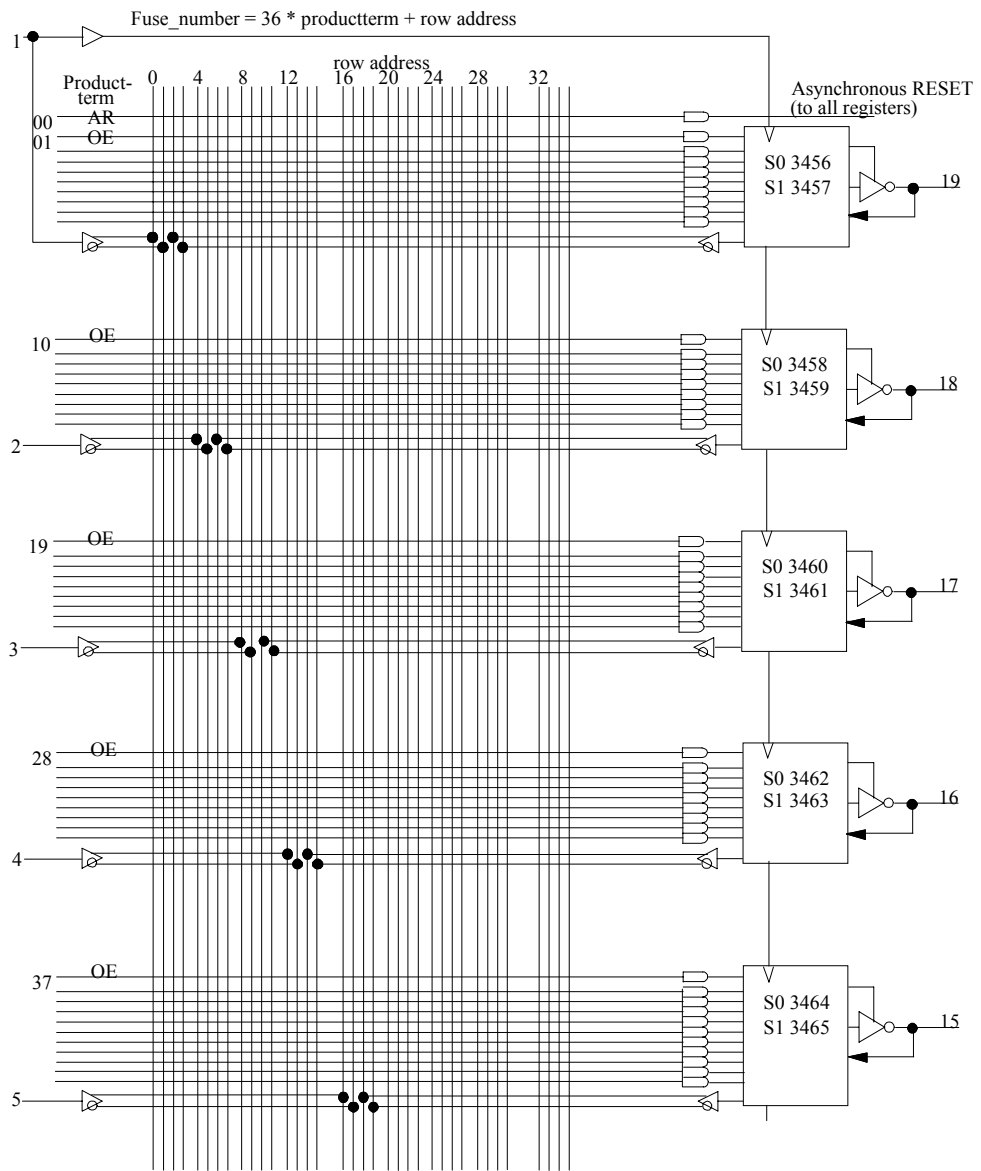 Fuse_number = 36 * productterm + row address
1
row address
0 4 8 12 16 20 24 28 32
Product-
term
Asynchronous RESET
(to all registers)
00 AR
01 OE
S0 3456
S1 3457
19
10 OE
S0 3458
S1 3459
18
2
19 OE
S0 3460
S1 3461
17
3
28 OE
S0 3462
S1 3463
16
4
37 OE
S0 3464
S1 3465
15
5